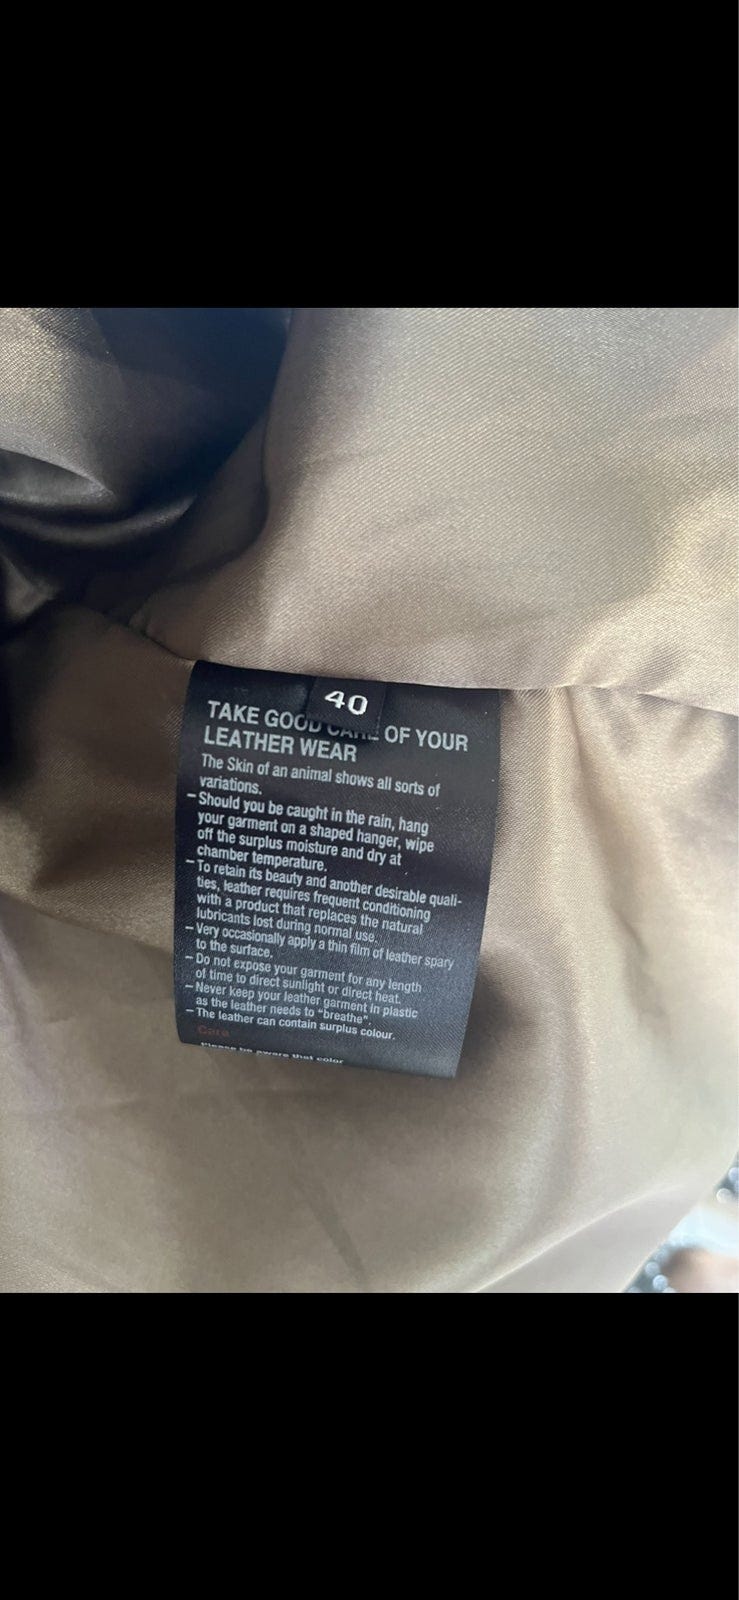 40
TAKE GOOD CARE OF YOUR
LEATHER WEAR
The Skin of an animal shows all sorts of
variations.
– Should you be caught in the rain, hang
your garment on a shaped hanger, wipe
off the surplus moisture and dry at
chamber temperature.
– To retain its beauty and another desirable quali-
ties, leather requires frequent conditioning
with a product that replaces the natural
lubricants lost during normal use.
– Very occasionally apply a thin film of leather spary
to the surface.
– Do not expose your garment for any length
of time to direct sunlight or direct heat.
– Never keep your leather garment in plastic
as the leather needs to "breathe".
– The leather can contain surplus colour.
Care
Please be aware that color